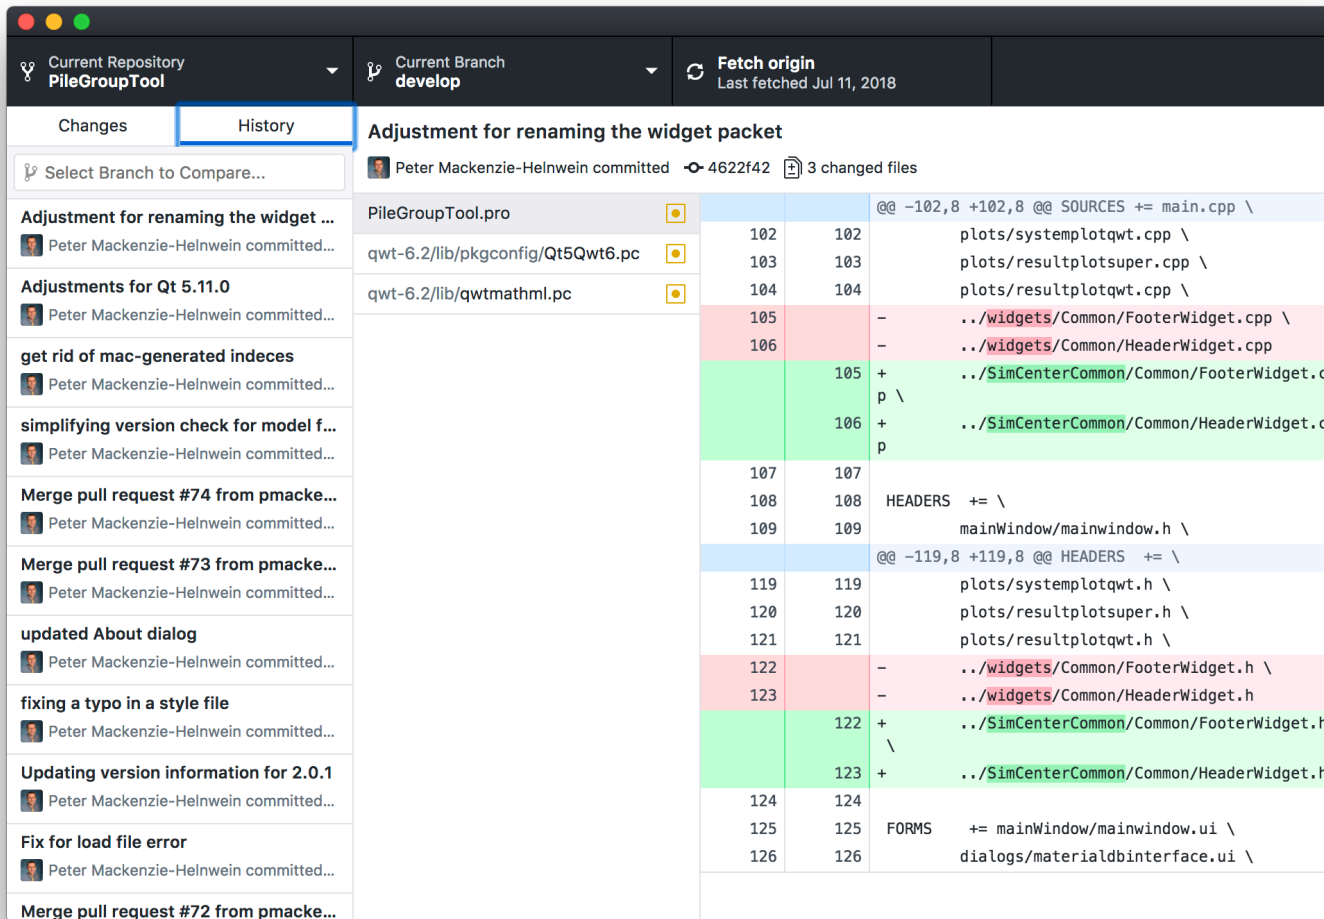 Current Repository
PileGroupTool
Current Branch
develop
Fetch origin
Last fetched Jul 11, 2018
Changes
History
Select Branch to Compare...
Adjustment for renaming the widget ...
Peter Mackenzie-Helnwein committed...
Adjustments for Qt 5.11.0
Peter Mackenzie-Helnwein committed...
get rid of mac-generated indeces
Peter Mackenzie-Helnwein committed...
simplifying version check for model f...
Peter Mackenzie-Helnwein committed...
Merge pull request #74 from pmacke...
Peter Mackenzie-Helnwein committed...
Merge pull request #73 from pmacke...
Peter Mackenzie-Helnwein committed...
updated About dialog
Peter Mackenzie-Helnwein committed...
fixing a typo in a style file
Peter Mackenzie-Helnwein committed...
Updating version information for 2.0.1
Peter Mackenzie-Helnwein committed...
Fix for load file error
Peter Mackenzie-Helnwein committed...
Merge pull request #72 from pmacke...
Adjustment for renaming the widget packet
Peter Mackenzie-Helnwein committed 4622f42 3 changed files
PileGroupTool.pro
qwt-6.2/lib/pkgconfig/Qt5Qwt6.pc
qwt-6.2/lib/qwtmathml.pc
@@ -102,8 +102,8 @@ SOURCES += main.cpp \
102 102 plots/systemplotqwt.cpp \
103 103 plots/resultplotsuper.cpp \
104 104 plots/resultplotqwt.cpp \
105 - ../widgets/Common/FooterWidget.cpp \
106 - ../widgets/Common/HeaderWidget.cpp
105 + ../SimCenterCommon/Common/FooterWidget.c
p \
106 + ../SimCenterCommon/Common/HeaderWidget.c
p
107 107
108 108 HEADERS += \
109 109 mainWindow/mainwindow.h \
@@ -119,8 +119,8 @@ HEADERS += \
119 119 plots/systemplotqwt.h \
120 120 plots/resultplotsuper.h \
121 121 plots/resultplotqwt.h \
122 - ../widgets/Common/FooterWidget.h \
123 - ../widgets/Common/HeaderWidget.h
122 + ../SimCenterCommon/Common/FooterWidget.h
\
123 + ../SimCenterCommon/Common/HeaderWidget.h
124 124
125 125 FORMS += mainWindow/mainwindow.ui \
126 126 dialogs/materialdbinterface.ui \